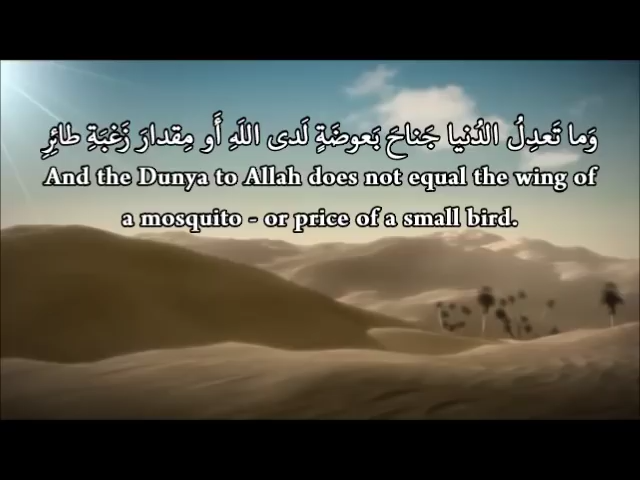 وَما تَعدِلُ الدُنيا جَناحَ بَعوضَةٍ لَدى اللَهِ أَو مِقدارَ زَغبَةِ طائِرِ
And the Dunya to Allah does not equal the wing of
a mosquito - or price of a small bird.